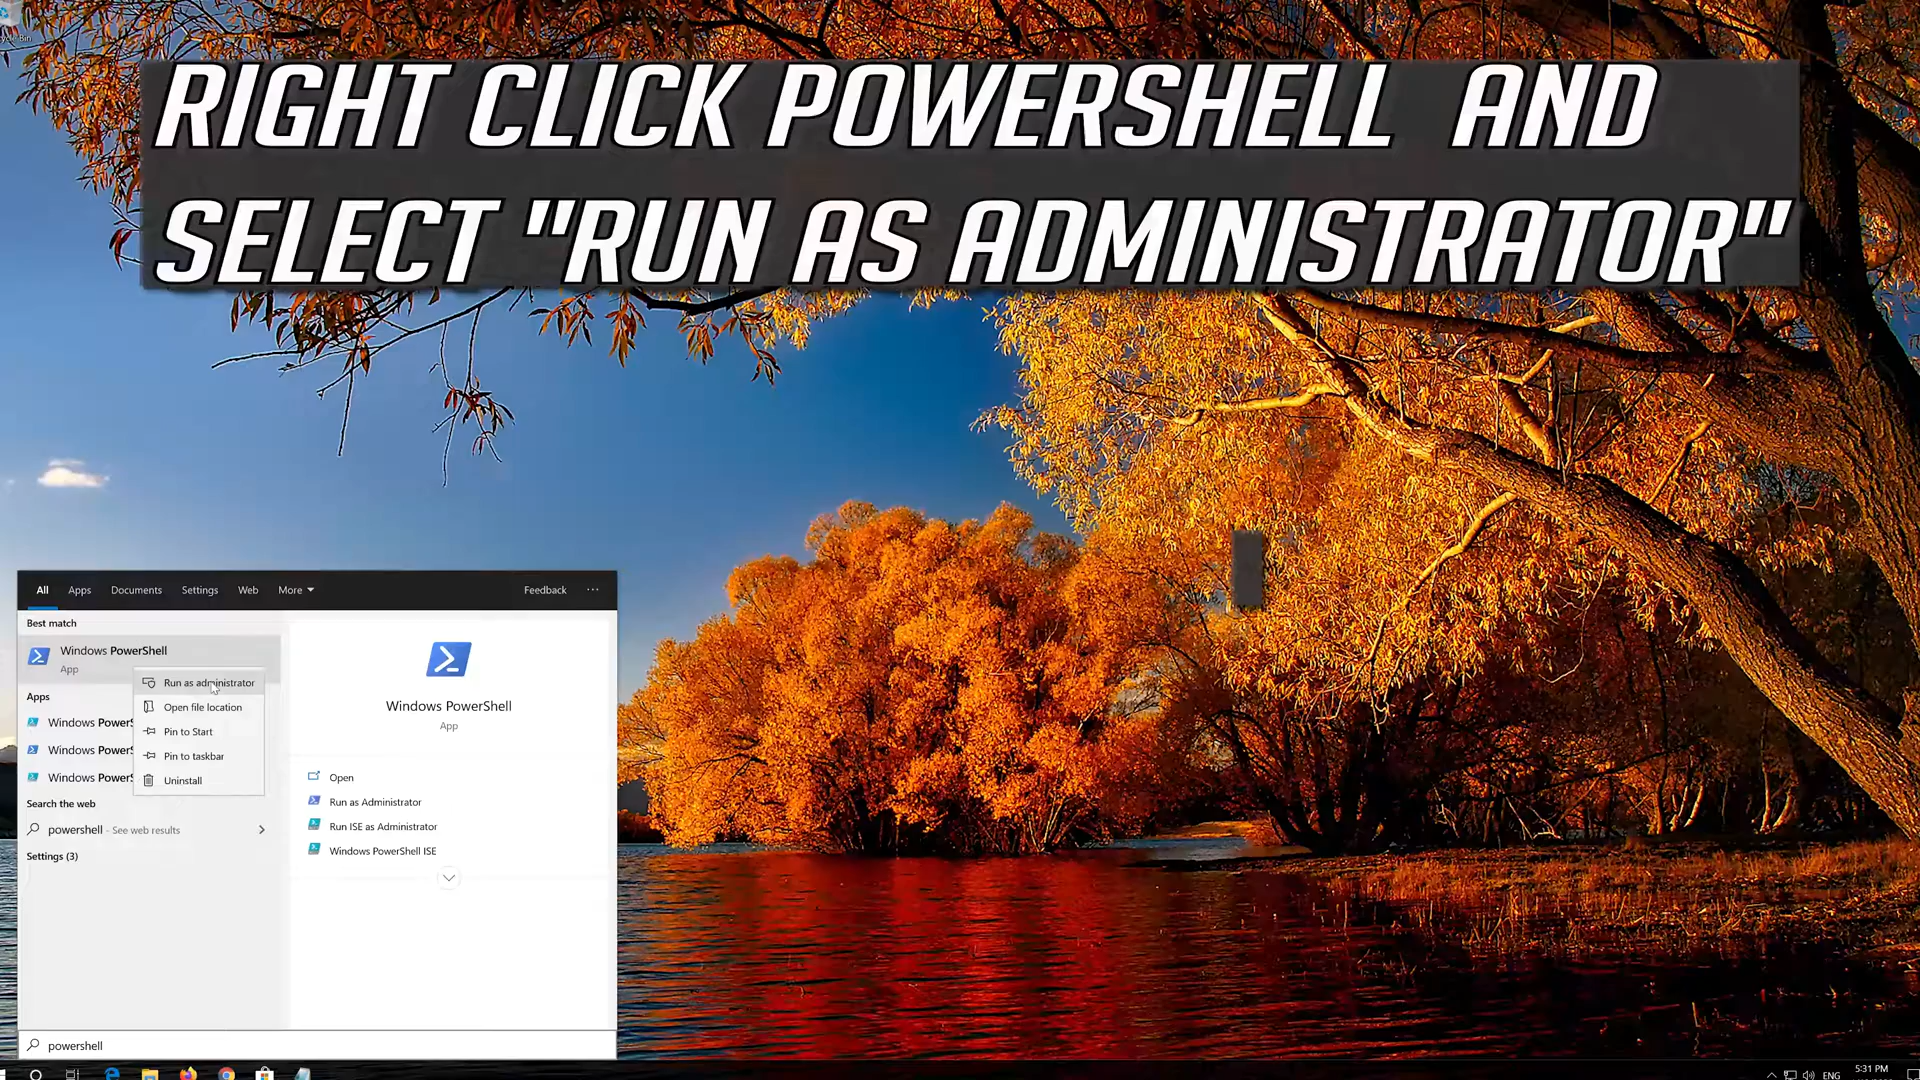 RIGHT CLICK POWERSHELL AND
SELECT "RUN AS ADMINISTRATOR"
All Apps Documents Settings Web More Feedback ...
Best match
Windows PowerShell
App
Run as administrator
Open file location
Pin to Start
Pin to taskbar
Uninstall
Apps
Windows PowerS
Windows PowerS
Windows PowerS
Search the web
powershell - See web results
Settings (3)
Windows PowerShell
App
Open
Run as Administrator
Run ISE as Administrator
Windows PowerShell ISE
powershell
ENG
5:31 PM